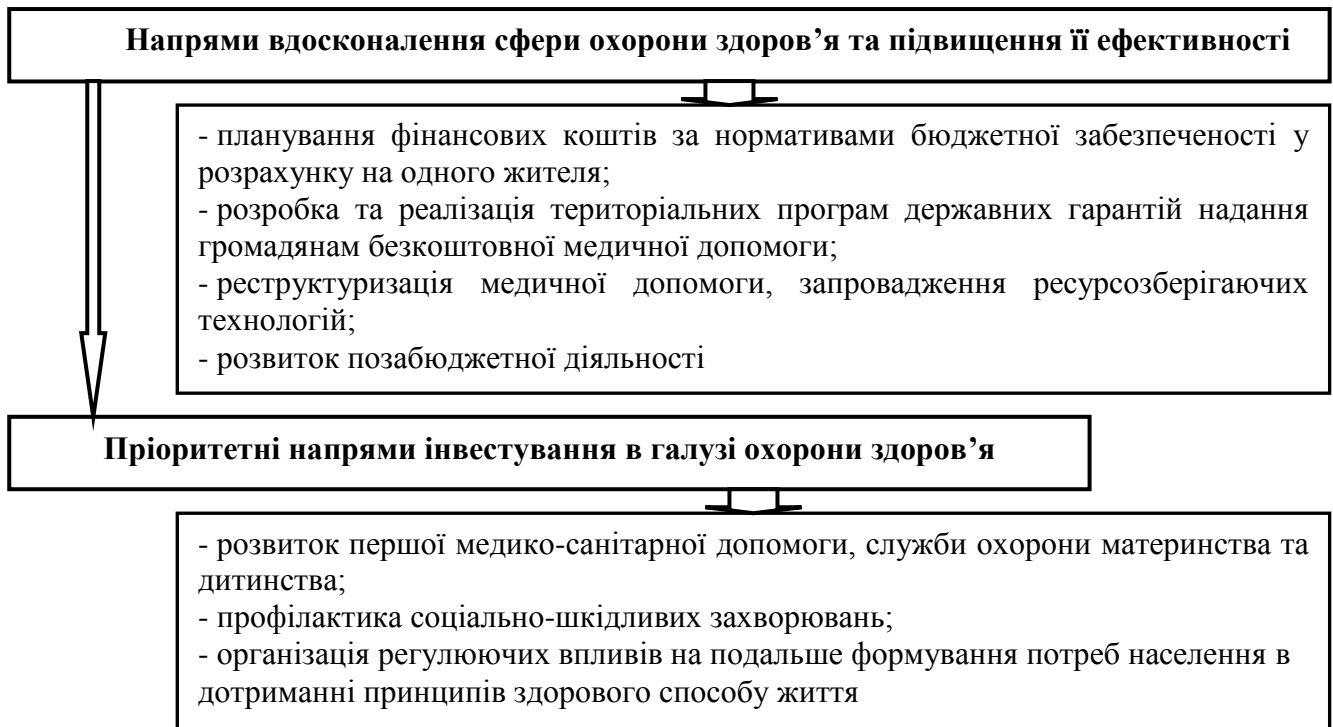 Напрями вдосконалення сфери охорони здоров’я та підвищення її ефективності
- планування фінансових коштів за нормативами бюджетної забезпеченості у
розрахунку на одного жителя;
- розробка та реалізація територіальних програм державних гарантій надання
громадянам безкоштовної медичної допомоги;
- реструктуризація медичної допомоги, запровадження ресурсозберігаючих
технологій;
- розвиток позабюджетної діяльності
Пріоритетні напрями інвестування в галузі охорони здоров’я
- розвиток першої медико-санітарної допомоги, служби охорони материнства та
дитинства;
- профілактика соціально-шкідливих захворювань;
- організація регулюючих впливів на подальше формування потреб населення в
дотриманні принципів здорового способу життя